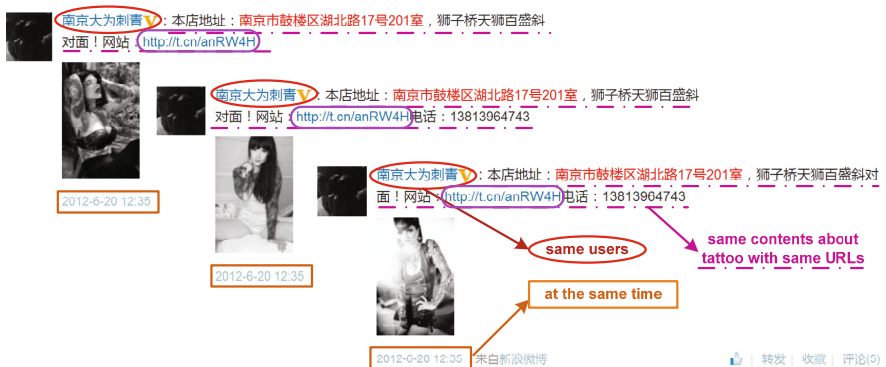 南京大为刺青V：本店地址：南京市鼓楼区湖北路17号201室，狮子桥天狮百盛斜
对面！网站：http://t.cn/anRW4H
2012-6-20 12:35
南京大为刺青V：本店地址：南京市鼓楼区湖北路17号201室，狮子桥天狮百盛斜
对面！网站：http://t.cn/anRW4H电话：13813964743
2012-6-20 12:35
南京大为刺青V：本店地址：南京市鼓楼区湖北路17号201室，狮子桥天狮百盛斜对
面！网站：http://t.cn/anRW4H电话：13813964743
same users
same contents about
tattoo with same URLs
at the same time
2012-6-20 12:35 来自新浪微博
转发 | 收藏 | 评论(5)